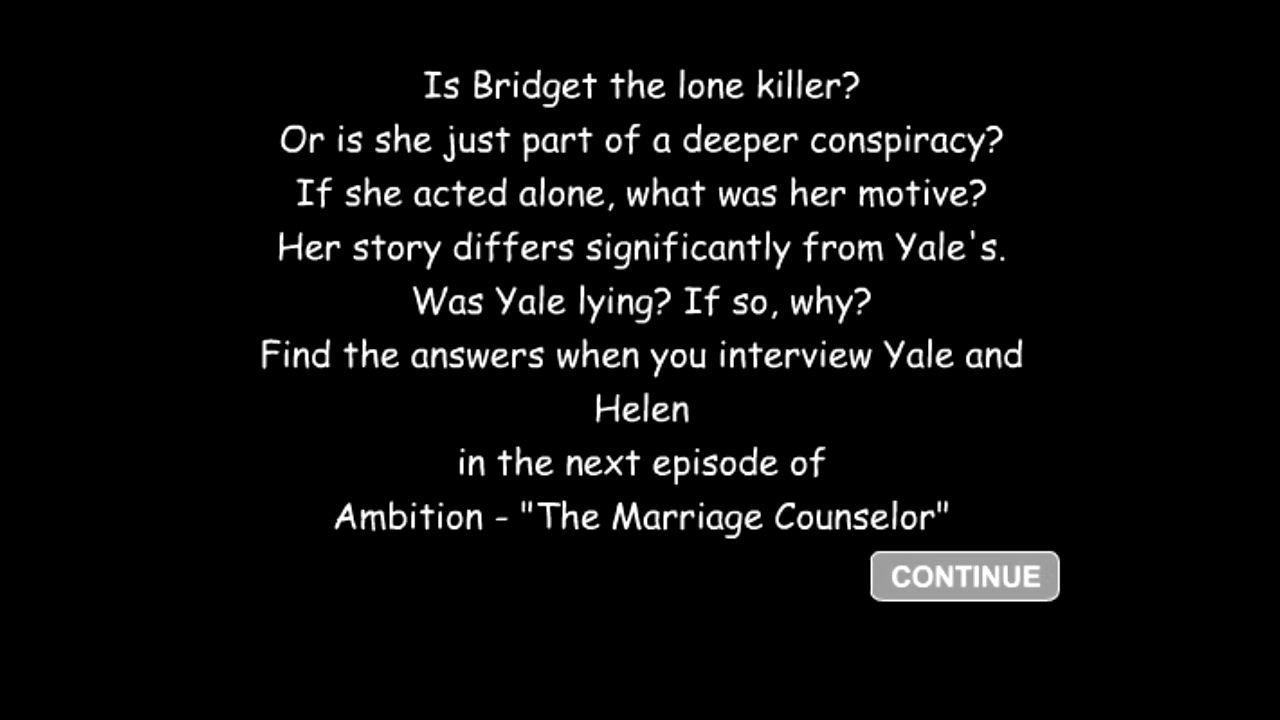 Is Bridget the lone killer?
Or is she just part of a deeper conspiracy?
If she acted alone, what was her motive?
Her story differs significantly from Yale's.
Was Yale lying? If so, why?
Find the answers when you interview Yale and
Helen
in the next episode of
Ambition - "The Marriage Counselor"
CONTINUE